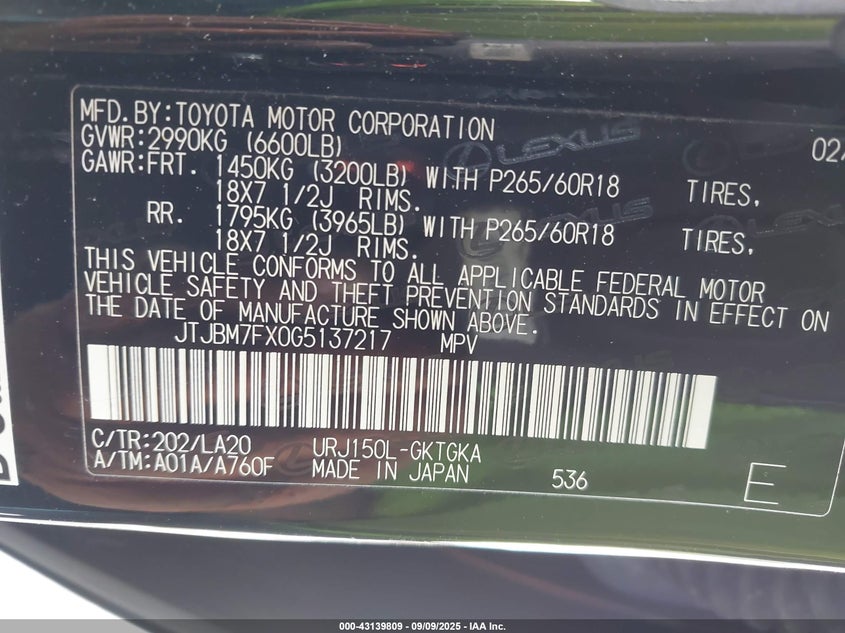 MFD. BY: TOYOTA MOTOR CORPORATION
GVWR: 2990KG (6600LB)
02/
GAWR: FRT. 1450KG (3200LB) WITH P265/60R18 TIRES,
18X7 1/2J RIMS.
RR. 1795KG (3965LB) WITH P265/60R18 TIRES,
18X7 1/2J RIMS.
THIS VEHICLE CONFORMS TO ALL APPLICABLE FEDERAL MOTOR
VEHICLE SAFETY AND THEFT PREVENTION STANDARDS IN EFFECT ON
THE DATE OF MANUFACTURE SHOWN ABOVE.
JTJBM7FX0G5137217 MPV
C/TR: 202/LA20 URJ150L-GKTGKA
A/TM: A01A/A760F MADE IN JAPAN 536 E
LEXUS
LEXUS
000-43139809 - 09/09/2025 - IAA Inc.